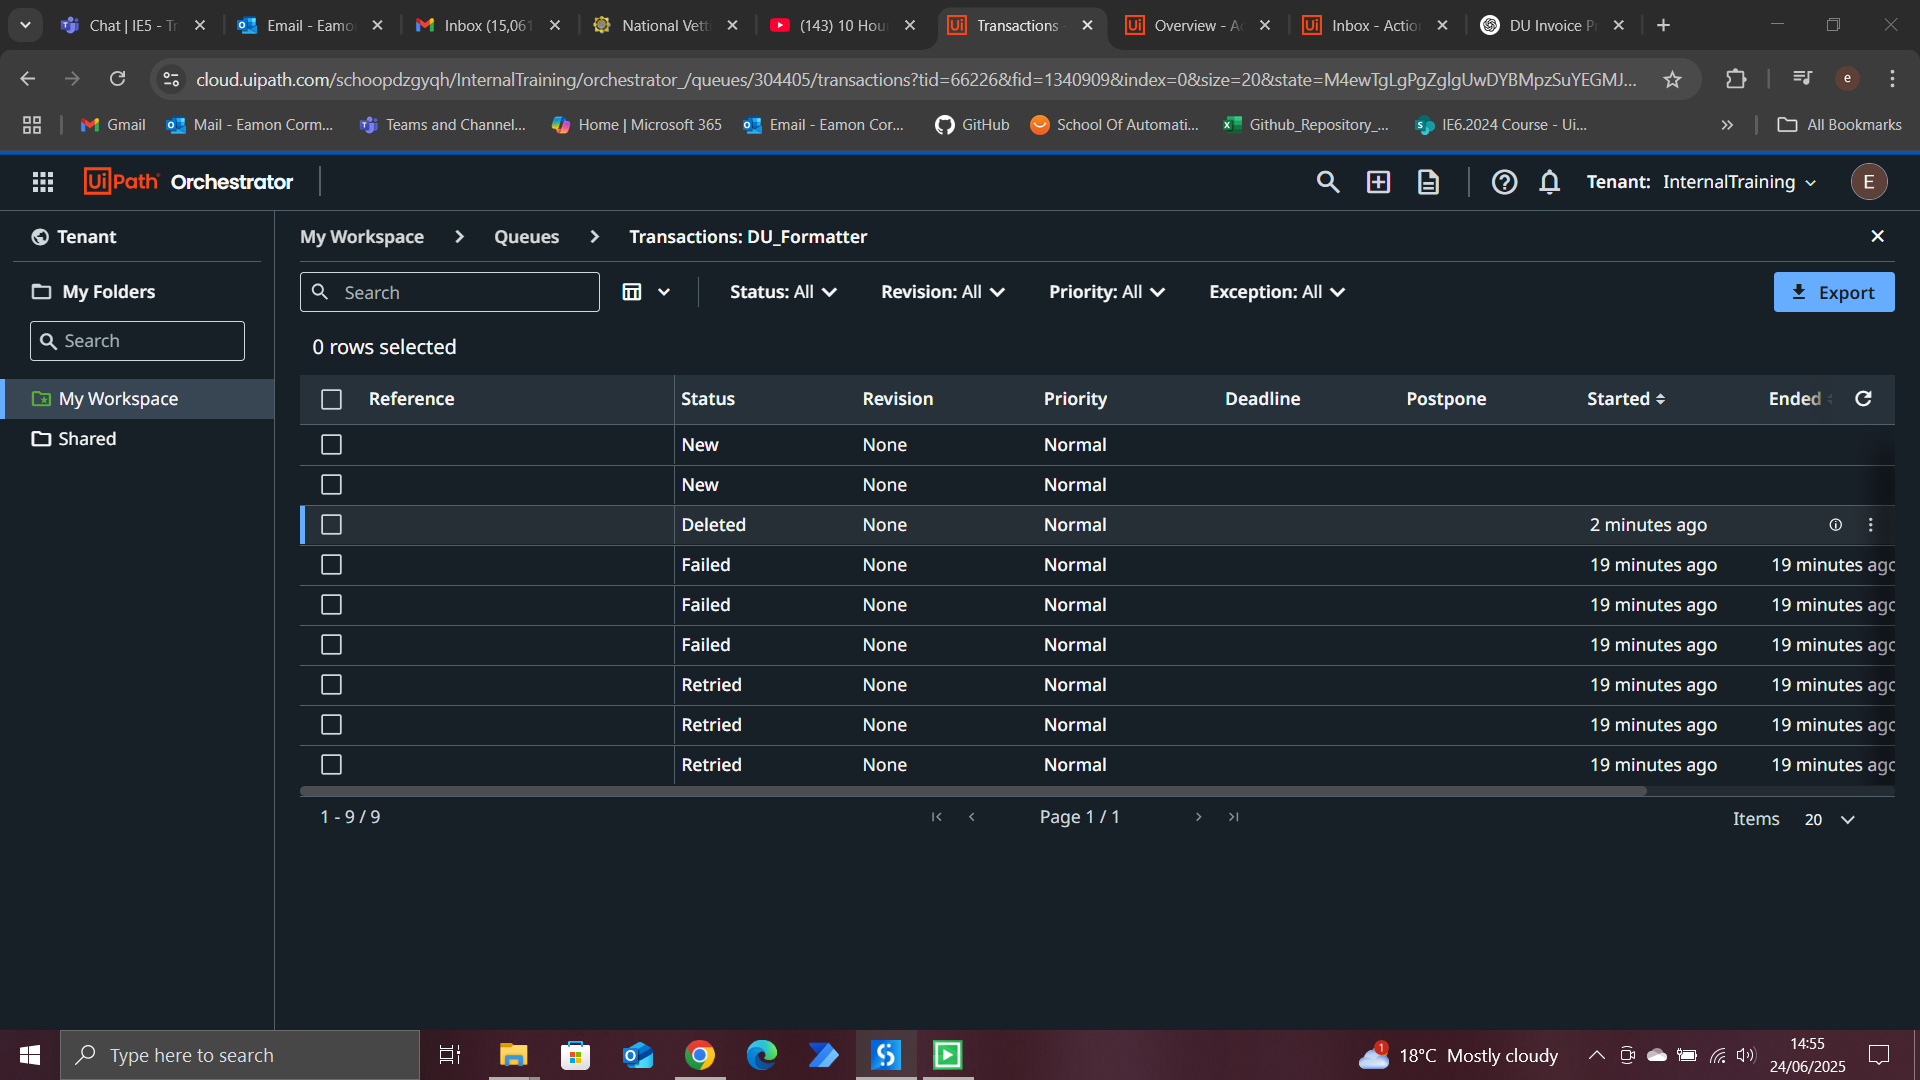 Chat | IE5 - Tr
Email - Eamo
Inbox (15,061
National Vett
(143) 10 Hou
Transactions -
Overview - Ac
Inbox - Action
DU Invoice Pr
cloud.uipath.com/schoopdzgyqh/InternalTraining/orchestrator_/queues/304405/transactions?tid=66226&fid=1340909&index=0&size=20&state=M4ewTgLgPgZglgUwDYBMpzSuYEGMJ...
e
Gmail
Mail - Eamon Corm...
Teams and Channel...
Home | Microsoft 365
Email - Eamon Cor...
GitHub
School Of Automati...
Github_Repository_...
IE6.2024 Course - Ui...
All Bookmarks
UiPath Orchestrator
Tenant: InternalTraining
E
Tenant
My Workspace > Queues > Transactions: DU_Formatter
My Folders
Search
Status: All
Revision: All
Priority: All
Exception: All
Export
Search
0 rows selected
My Workspace
Shared
Reference Status Revision Priority Deadline Postpone Started Ended
New None Normal
New None Normal
Deleted None Normal 2 minutes ago
Failed None Normal 19 minutes ago 19 minutes ago
Failed None Normal 19 minutes ago 19 minutes ago
Failed None Normal 19 minutes ago 19 minutes ago
Retried None Normal 19 minutes ago 19 minutes ago
Retried None Normal 19 minutes ago 19 minutes ago
Retried None Normal 19 minutes ago 19 minutes ago
1 - 9 / 9
Page 1 / 1
Items 20
Type here to search
1
18°C Mostly cloudy
14:55
24/06/2025